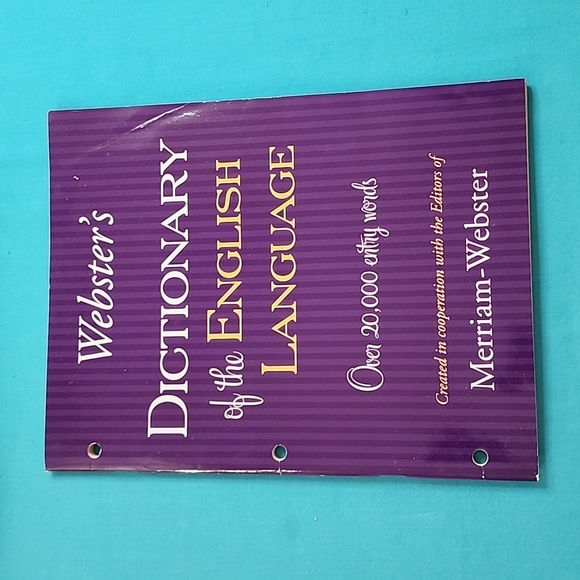 Webster's
DICTIONARY
of the ENGLISH
LANGUAGE
Over 20,000 entry words
Created in cooperation with the Editors of
Merriam-Webster